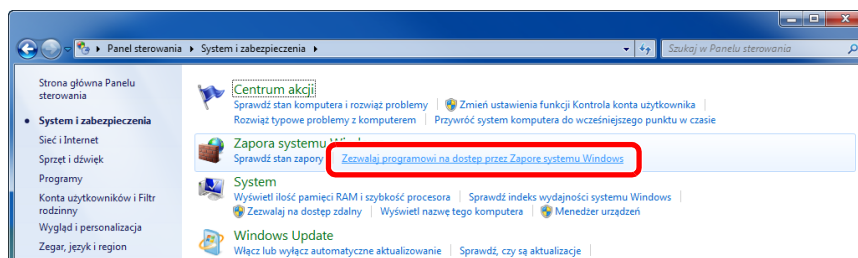 Panel sterowania ▸ System i zabezpieczenia ▸
Szukaj w Panelu sterowania
Strona główna Panelu
sterowania
System i zabezpieczenia
Sieć i Internet
Sprzęt i dźwięk
Programy
Konta użytkowników i Filtr
rodzinny
Wygląd i personalizacja
Zegar, język i region
Centrum akcji
Sprawdź stan komputera i rozwiąż problemy Zmień ustawienia funkcji Kontrola konta użytkownika
Rozwiąż typowe problemy z komputerem Przywróć system komputera do wcześniejszego punktu w czasie
Zapora systemu
Sprawdź stan zapory Zezwalaj programowi na dostęp przez Zaporę systemu Windows
System
Wyświetl ilość pamięci RAM i szybkość procesora Sprawdź indeks wydajności systemu Windows
Zezwalaj na dostęp zdalny Wyświetl nazwę tego komputera Menedżer urządzeń
Windows Update
Włącz lub wyłącz automatyczne aktualizowanie Sprawdź, czy są aktualizacje